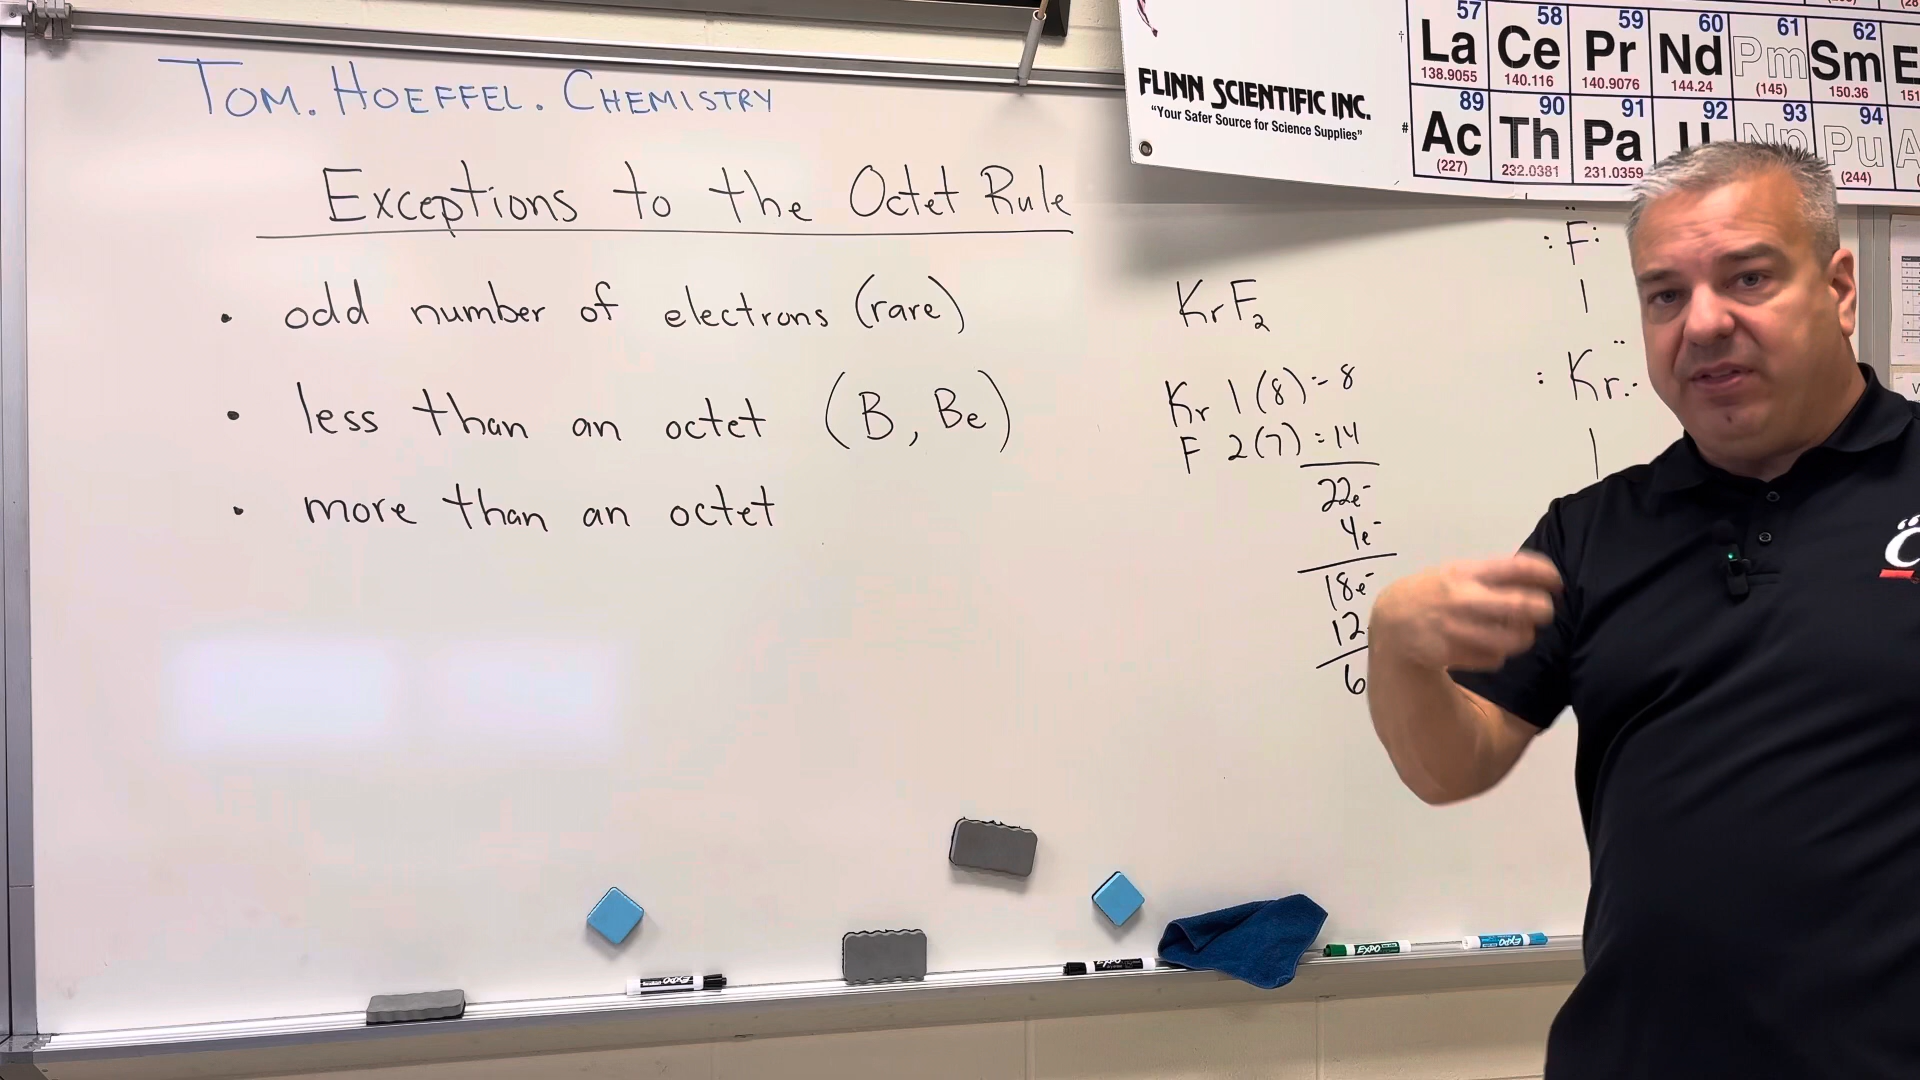 TOM. HOEFFEL. CHEMISTRY
Exceptions to the Octet Rule
• odd number of electrons (rare)
• less than an octet (B, Be)
• more than an octet
KrF2
Kr 1(8) = 8
F 2(7) = 14
22e-
4e-
18e-
12
6
:F:
:Kr:
FLINN SCIENTIFIC INC.
"Your Safer Source for Science Supplies"
57 58 59 60 61 62
La Ce Pr Nd Pm Sm
138.9055 140.116 140.9076 144.24 (145) 150.36
89 90 91 92 93 94
Ac Th Pa U Np Pu
(227) 232.0381 231.0359 (244)
EXPO
EXPO
EXPO
EXPO
C